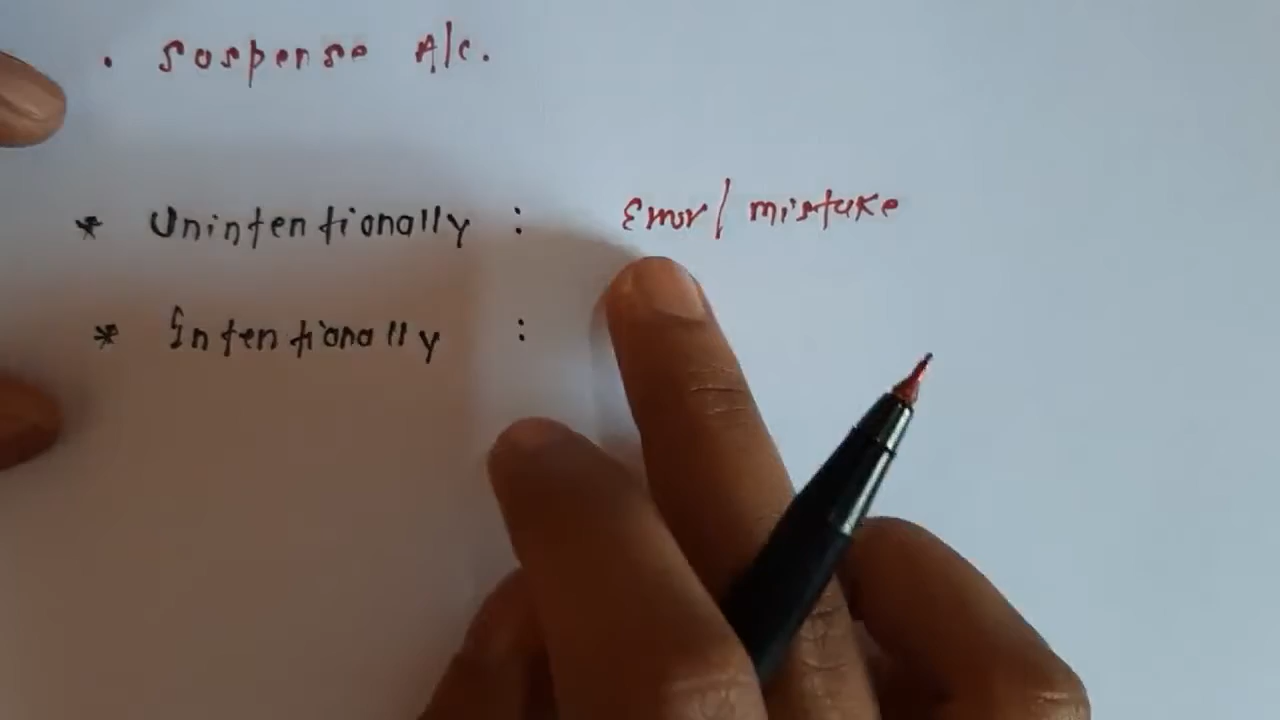 . Suspense A/c.
* Unintentionally : Error/ mistake
* Intentionally :